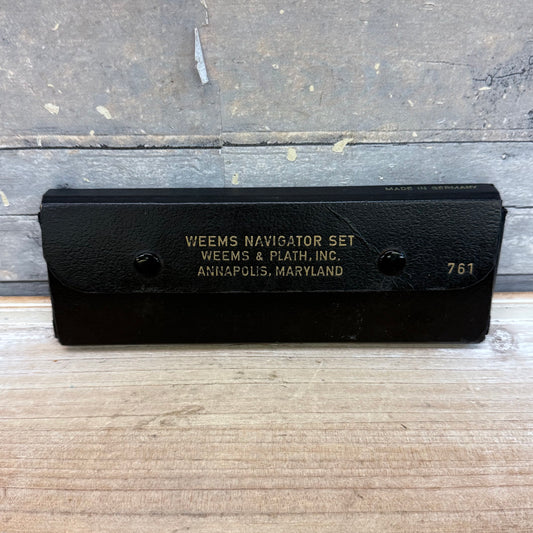 MADE IN GERMANY
WEEMS NAVIGATOR SET
WEEMS & PLATH, INC.
ANNAPOLIS, MARYLAND
761